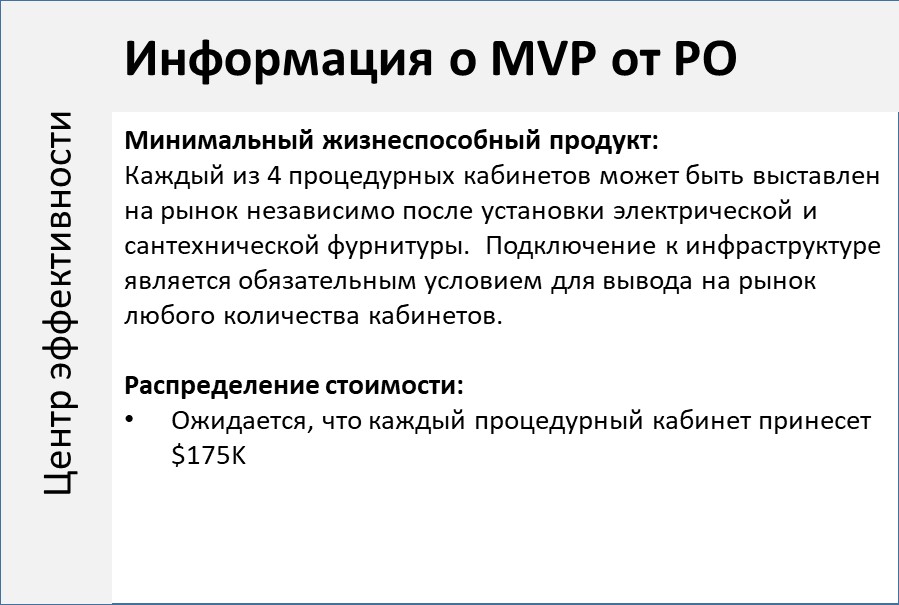 Информация о MVP от PO
Центр эффективности
Минимальный жизнеспособный продукт:
Каждый из 4 процедурных кабинетов может быть выставлен
на рынок независимо после установки электрической и
сантехнической фурнитуры.  Подключение к инфраструктуре
является обязательным условием для вывода на рынок
любого количества кабинетов.
Распределение стоимости:
• Ожидается, что каждый процедурный кабинет принесет
$175K